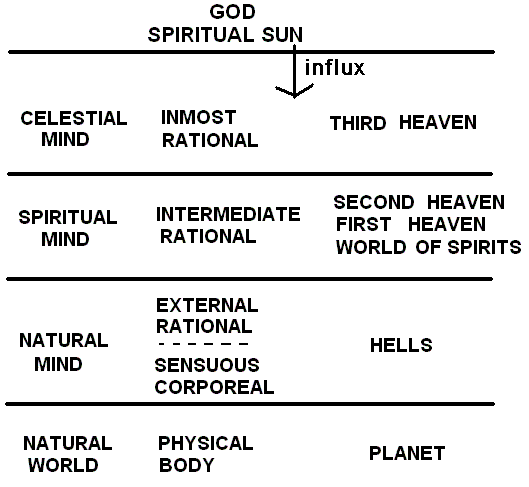 GOD
SPIRITUAL SUN
influx
CELESTIAL MIND
INMOST RATIONAL
THIRD HEAVEN
SPIRITUAL MIND
INTERMEDIATE RATIONAL
SECOND HEAVEN
FIRST HEAVEN
WORLD OF SPIRITS
NATURAL MIND
EXTERNAL RATIONAL
SENSUOUS CORPOREAL
HELLS
NATURAL WORLD
PHYSICAL BODY
PLANET